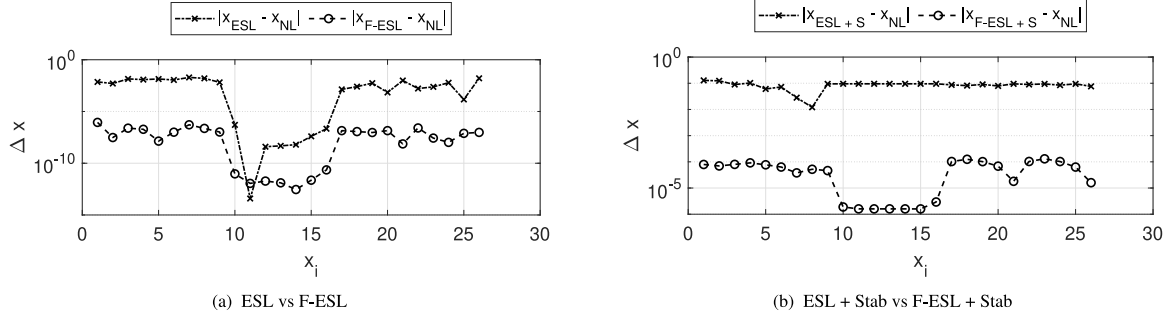 |x_ESL - x_NL| |x_F-ESL - x_NL|
10^0
10^-10
Δ x
0 5 10 15 20 25 30
x_i
(a) ESL vs F-ESL
|x_ESL + S - x_NL| |x_F-ESL + S - x_NL|
10^0
10^-5
Δ x
0 5 10 15 20 25 30
x_i
(b) ESL + Stab vs F-ESL + Stab